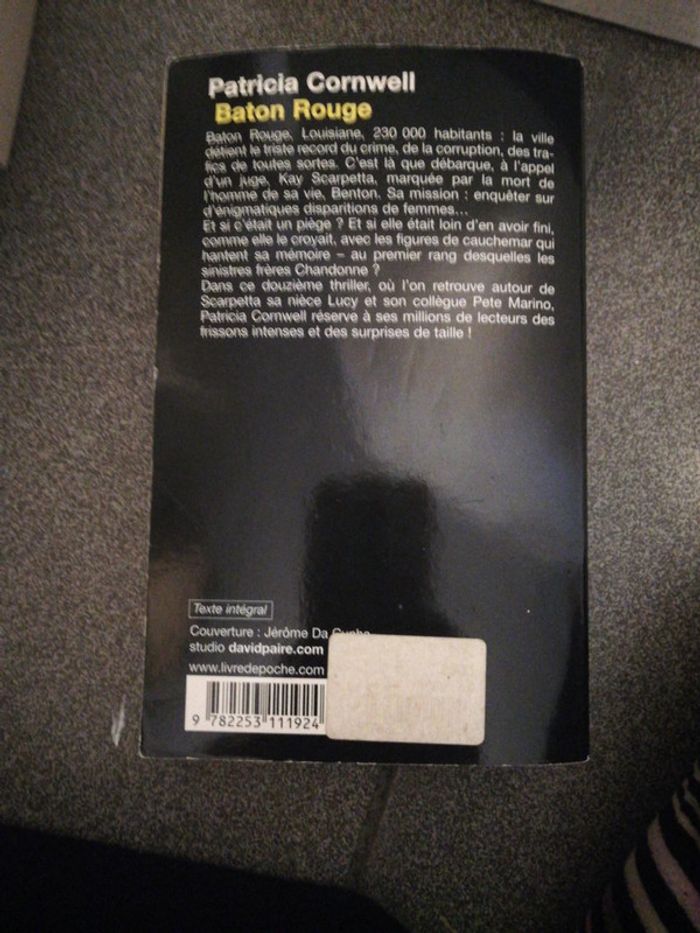 Patricia Cornwell
Baton Rouge
Baton Rouge, Louisiane, 230 000 habitants : la ville
détient le triste record du crime, de la corruption, des tra-
fics de toutes sortes. C'est là que débarque, à l'appel
d'un juge, Kay Scarpetta, marquée par la mort de
l'homme de sa vie, Benton. Sa mission : enquêter sur
d'énigmatiques disparitions de femmes...
Et si c'était un piège ? Et si elle était loin d'en avoir fini,
comme elle le croyait, avec les figures de cauchemar qui
hantent sa mémoire – au premier rang desquelles les
sinistres frères Chandonne ?
Dans ce douzième thriller, où l'on retrouve autour de
Scarpetta sa nièce Lucy et son collègue Pete Marino,
Patricia Cornwell réserve à ses millions de lecteurs des
frissons intenses et des surprises de taille !
Texte intégral
Couverture : Jérôme Da
studio davidpaire.com
www.livredepoche.com
9 782253 111924